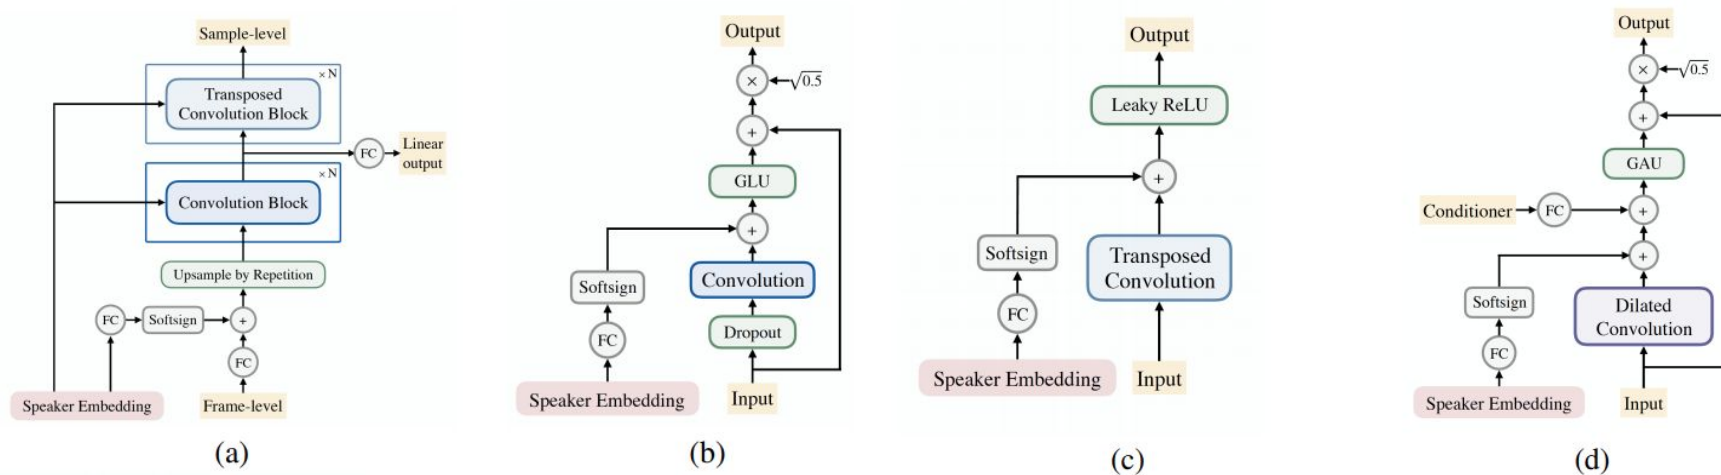 Sample-level
× N
Transposed
Convolution Block
FC
Linear
output
× N
Convolution Block
Upsample by Repetition
FC
Softsign
+
FC
Speaker Embedding
Frame-level
(a)
Output
×
√0.5
+
GLU
+
Softsign
Convolution
FC
Dropout
Speaker Embedding
Input
(b)
Output
Leaky ReLU
+
Softsign
Transposed
Convolution
FC
Speaker Embedding
Input
(c)
Output
×
√0.5
+
GAU
Conditioner
FC
+
+
Softsign
Dilated
Convolution
FC
Speaker Embedding
Input
(d)